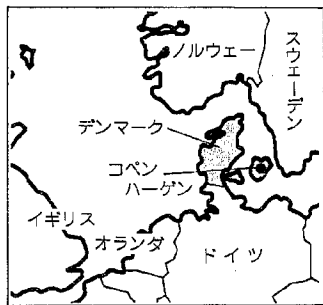 ノルウェー
スウェーデン
デンマーク
コペン
ハーゲン
イギリス
オランダ
ドイツ